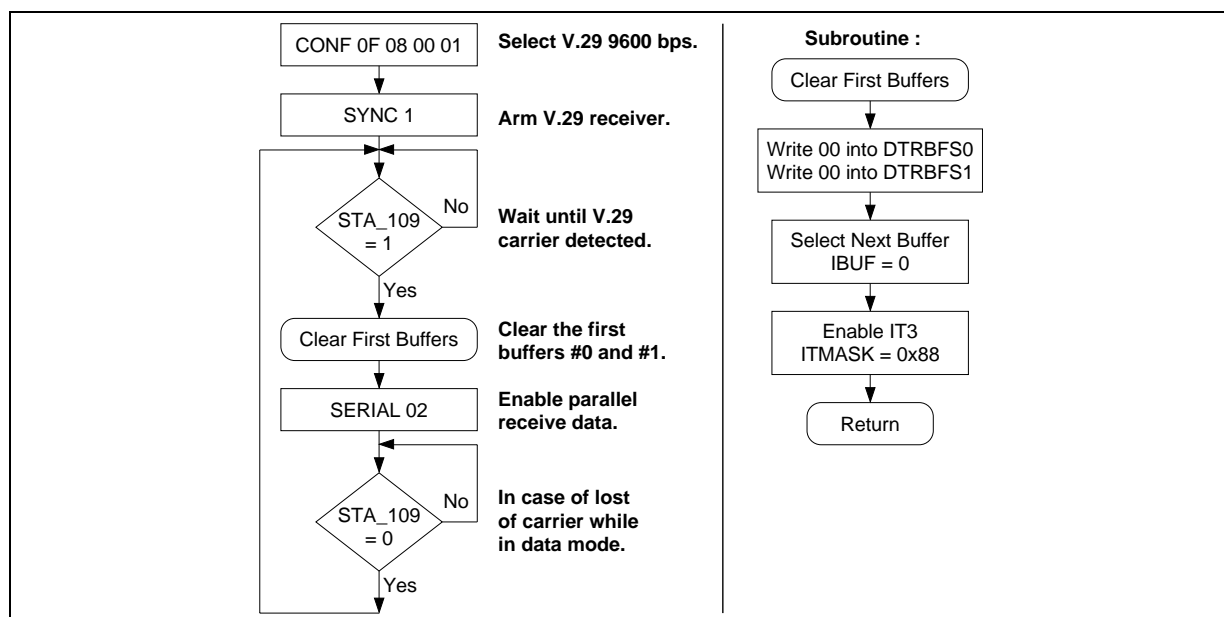 CONF 0F 08 00 01
Select V.29 9600 bps.
SYNC 1
Arm V.29 receiver.
STA_109
= 1
No
Yes
Wait until V.29
carrier detected.
Clear First Buffers
Clear the first
buffers #0 and #1.
SERIAL 02
Enable parallel
receive data.
STA_109
= 0
No
Yes
In case of lost
of carrier while
in data mode.
Subroutine :
Clear First Buffers
Write 00 into DTRBFS0
Write 00 into DTRBFS1
Select Next Buffer
IBUF = 0
Enable IT3
ITMASK = 0x88
Return